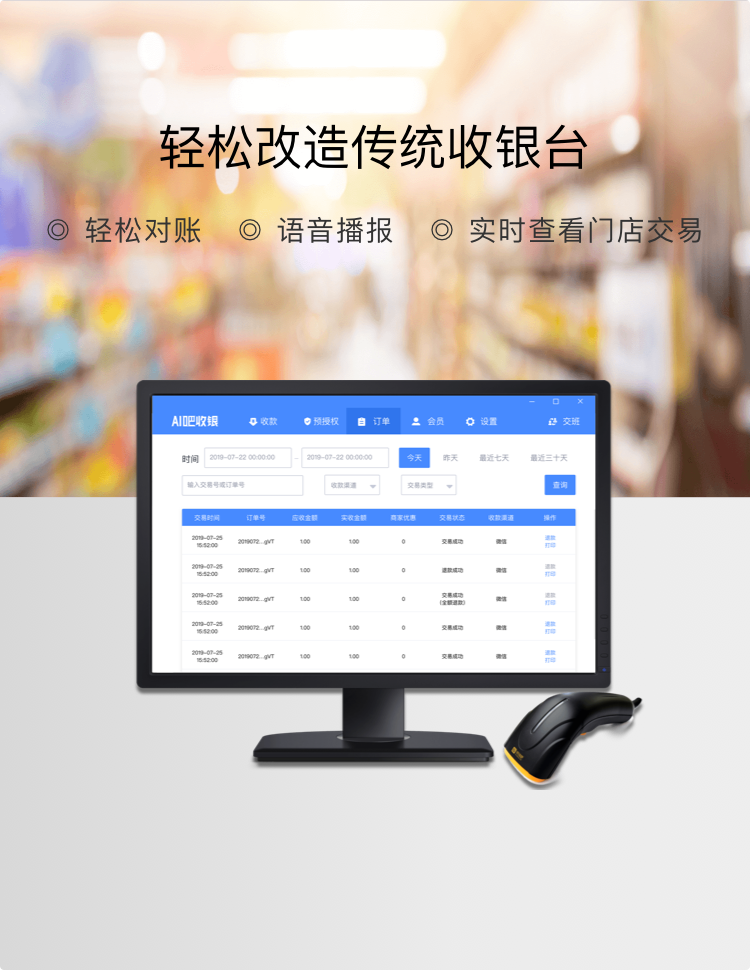 轻松改造传统收银台
◎ 轻松对账 ◎ 语音播报 ◎ 实时查看门店交易
AI吧收银 收款 预授权 订单 会员 设置 交班
时间 2019-07-22 00:00:00 - 2019-07-22 00:00:00 今天 昨天 最近七天 最近三十天
输入交易号或订单号 收款渠道 交易类型 查询
交易时间 订单号 应收金额 实收金额 商家优惠 交易状态 收款渠道 操作
2019-07-25 15:52:00 2019072...gVT 1.00 1.00 0 交易成功 微信 退款 打印
2019-07-25 15:52:00 2019072...gVT 1.00 1.00 0 退款成功 微信 退款 打印
2019-07-25 15:52:00 2019072...gVT 1.00 1.00 0 交易成功 (全额退款) 微信 退款 打印
2019-07-25 15:52:00 2019072...gVT 1.00 1.00 0 交易成功 微信 退款 打印
2019-07-25 15:52:00 2019072...gVT 1.00 1.00 0 交易成功 微信 退款 打印